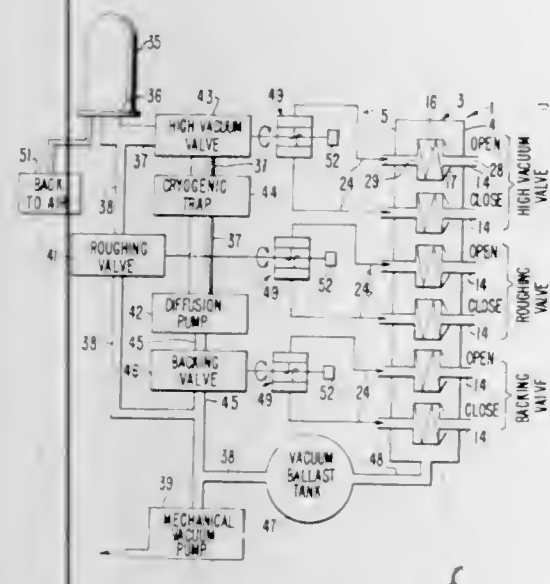 35
36
43
HIGH VACUUM
VALVE
49
52
5
16
3
1
4
OPEN
28
14
24
29
17
CLOSE
14
HIGH VACUUM
VALVE
51
BACK
TO AIR
37
37
38
CRYOGENIC
TRAP
44
37
41
ROUGHING
VALVE
49
52
24
OPEN
14
CLOSE
14
ROUGHING
VALVE
42
DIFFUSION
PUMP
38
45
46
BACKING
VALVE
45
49
52
24
OPEN
14
CLOSE
14
BACKING
VALVE
38
VACUUM
BALLAST
TANK
48
47
39
MECHANICAL
VACUUM
PUMP